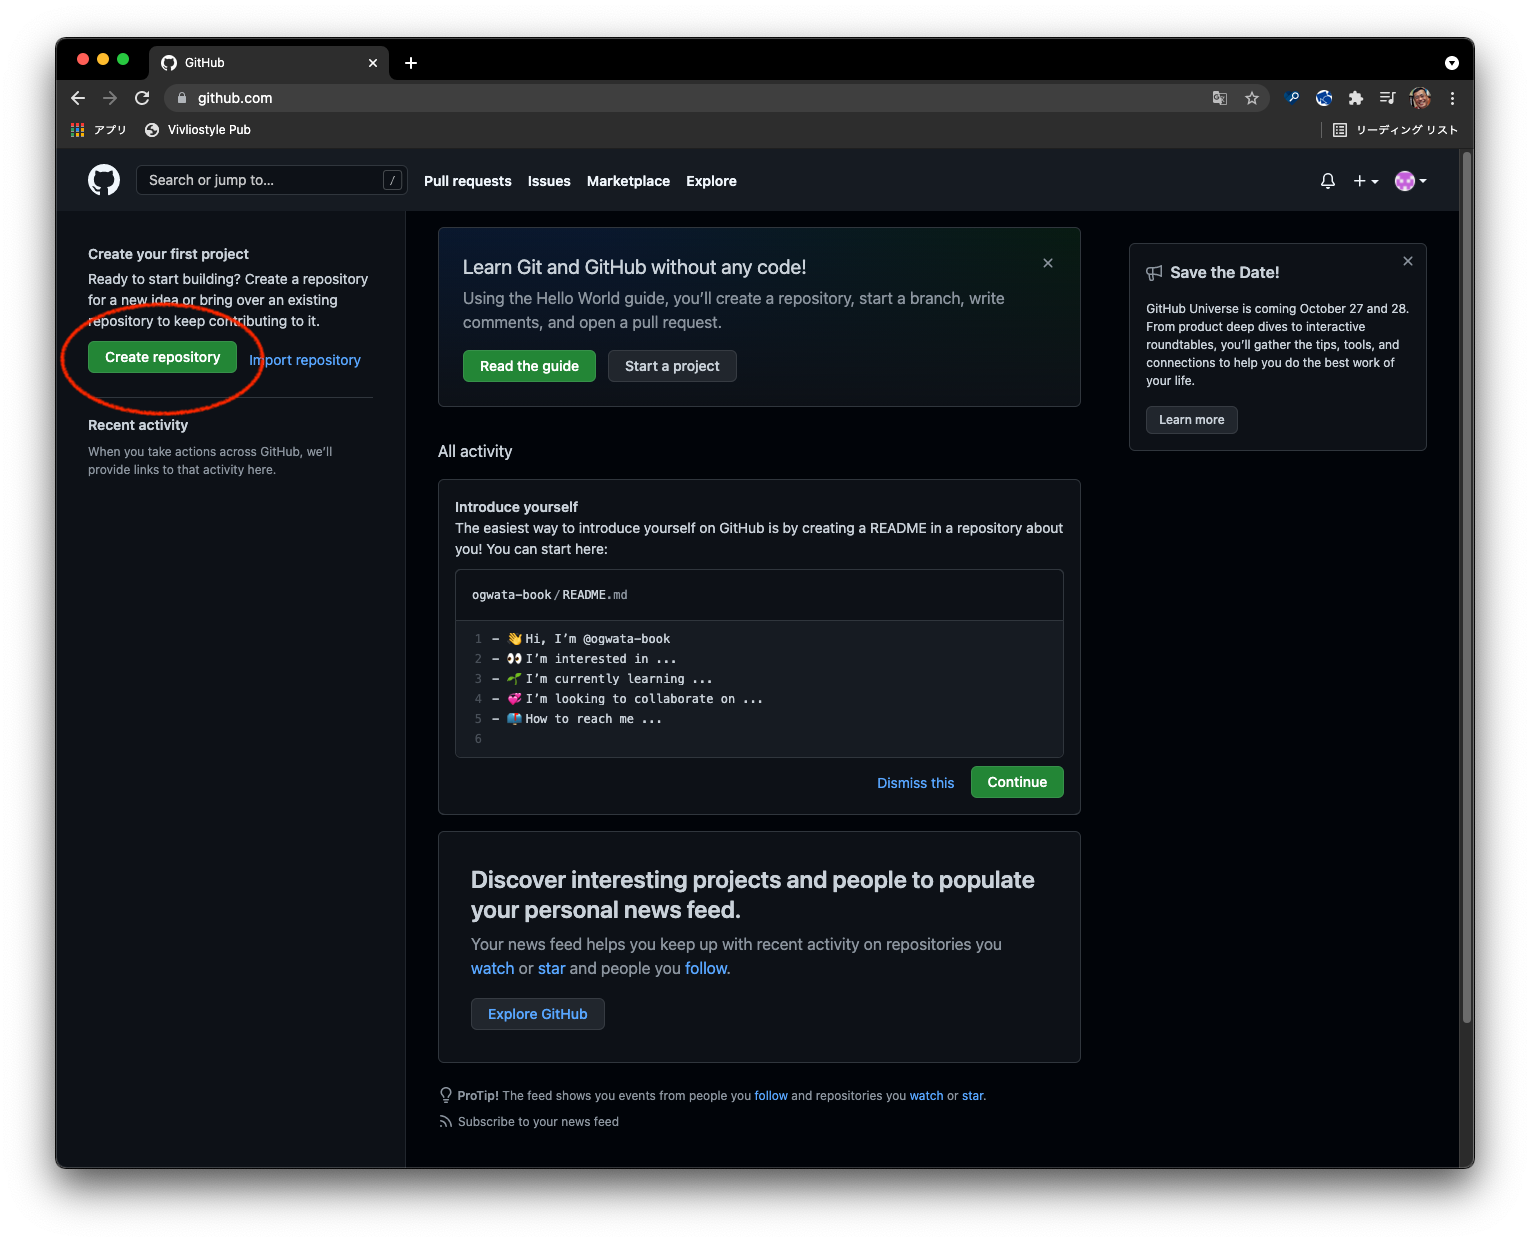 GitHub
github.com
アプリ
Vivliostyle Pub
リーディング リスト
Search or jump to...
/
Pull requests
Issues
Marketplace
Explore
Create your first project
Ready to start building? Create a repository
for a new idea or bring over an existing
repository to keep contributing to it.
Create repository
Import repository
Recent activity
When you take actions across GitHub, we’ll
provide links to that activity here.
Learn Git and GitHub without any code!
Using the Hello World guide, you’ll create a repository, start a branch, write
comments, and open a pull request.
Read the guide
Start a project
All activity
Introduce yourself
The easiest way to introduce yourself on GitHub is by creating a README in a repository about
you! You can start here:
ogwata-book/README.md
1 - 👋 Hi, I’m @ogwata-book
2 - 👀 I’m interested in ...
3 - 🌱 I’m currently learning ...
4 - 💞️ I’m looking to collaborate on ...
5 - 📫 How to reach me ...
6
Dismiss this
Continue
Discover interesting projects and people to populate
your personal news feed.
Your news feed helps you keep up with recent activity on repositories you
watch or star and people you follow.
Explore GitHub
ProTip! The feed shows you events from people you follow and repositories you watch or star.
Subscribe to your news feed
Save the Date!
GitHub Universe is coming October 27 and 28.
From product deep dives to interactive
roundtables, you’ll gather the tips, tools, and
connections to help you do the best work of
your life.
Learn more